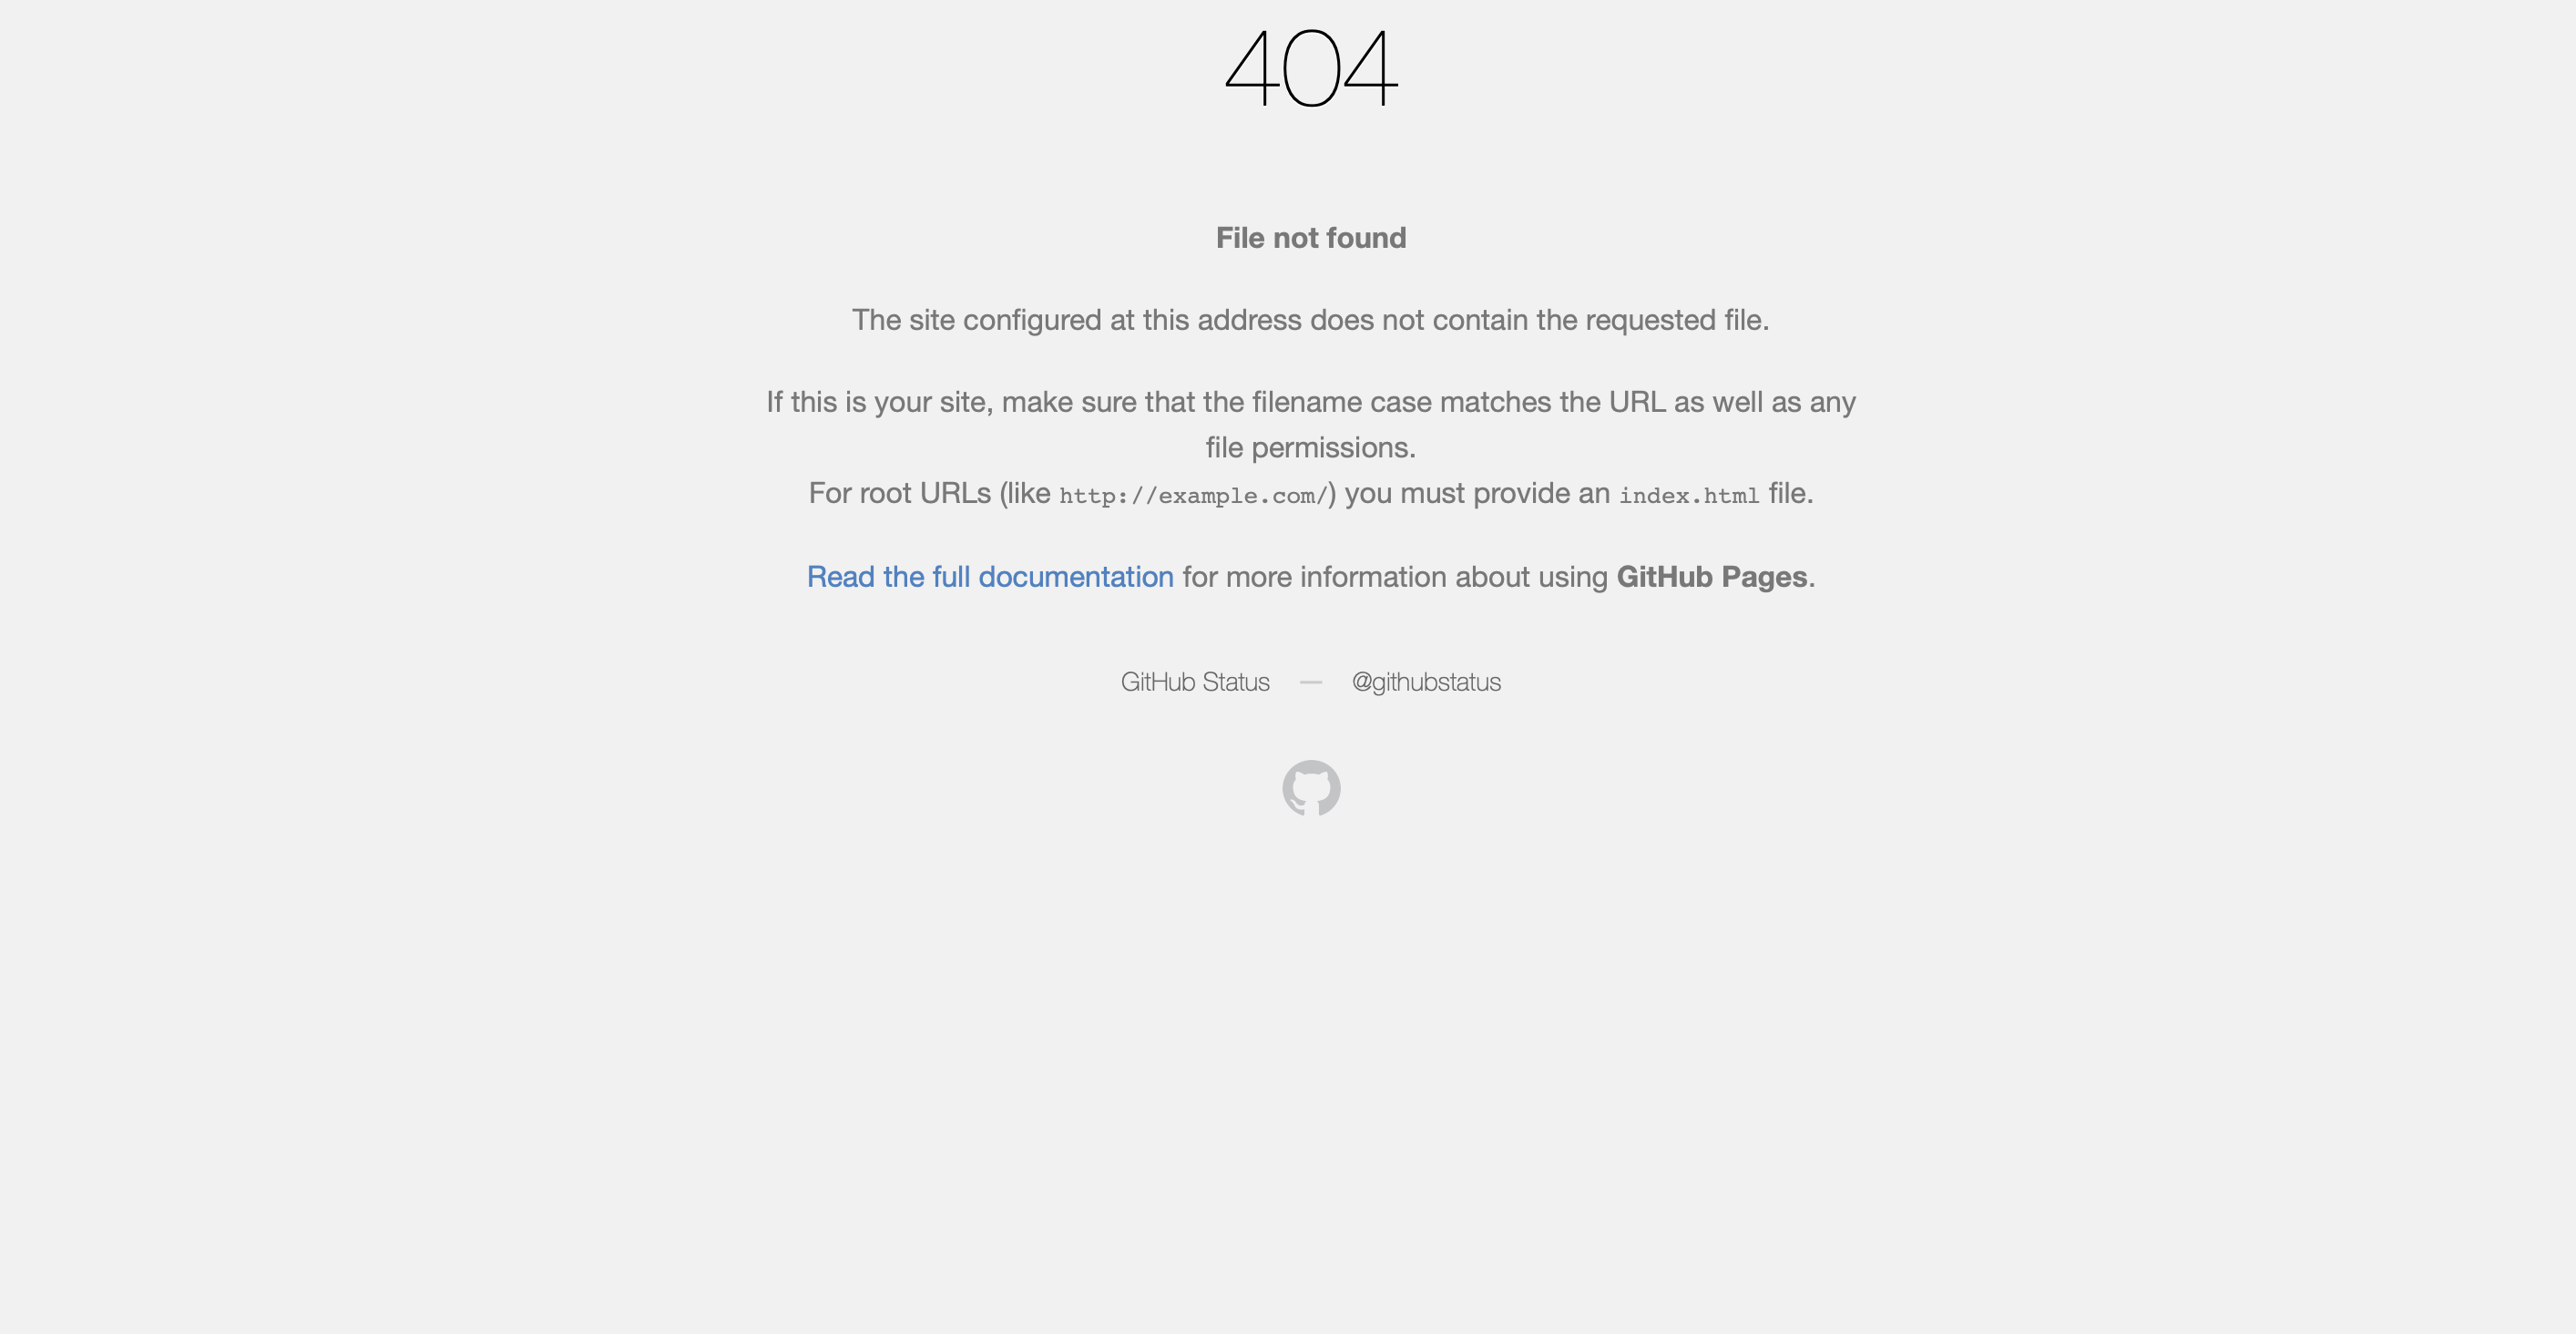 404
File not found
The site configured at this address does not contain the requested file.
If this is your site, make sure that the filename case matches the URL as well as any
file permissions.
For root URLs (like http://example.com/) you must provide an index.html file.
Read the full documentation for more information about using GitHub Pages.
GitHub Status — @githubstatus